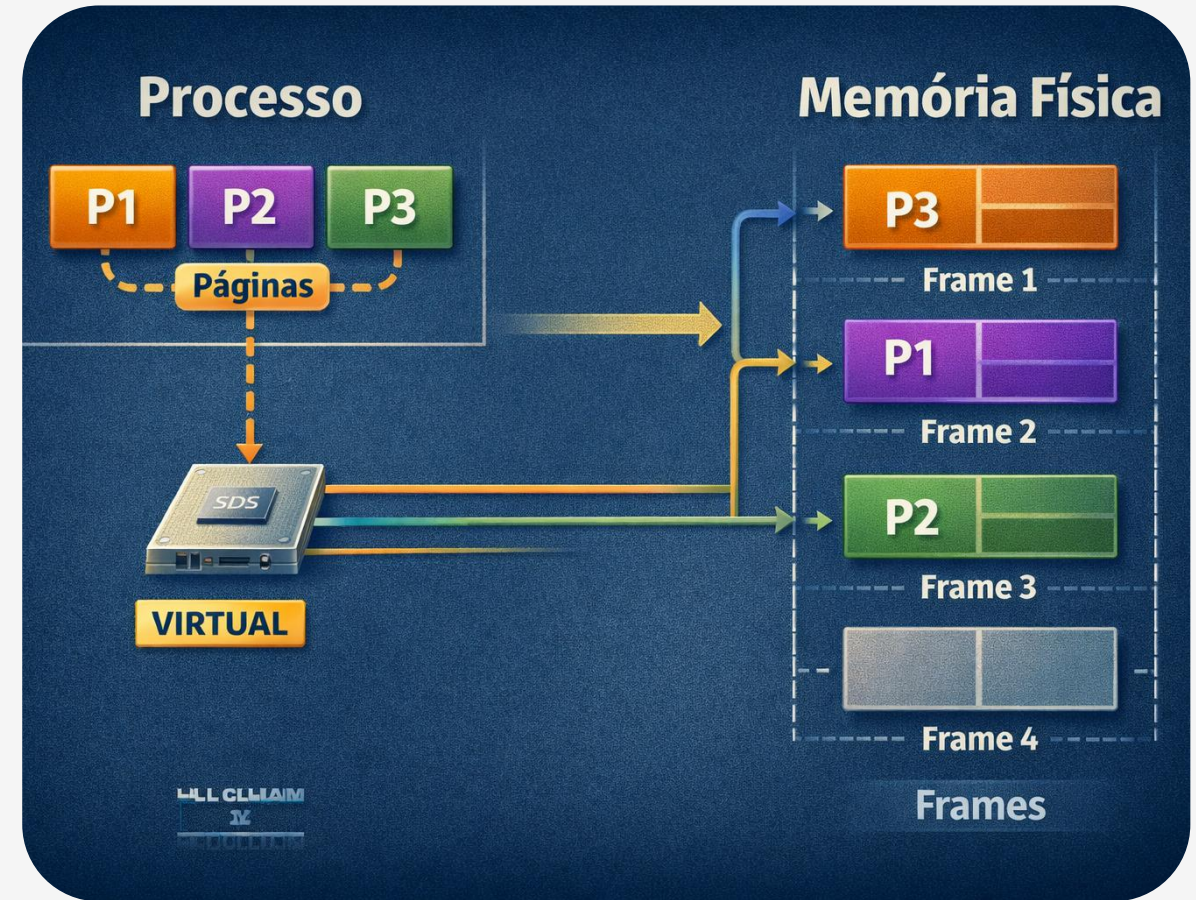 Processo
Memória Física
P1
P2
P3
Páginas
SDS
VIRTUAL
P3
Frame 1
P1
Frame 2
P2
Frame 3
Frame 4
Frames